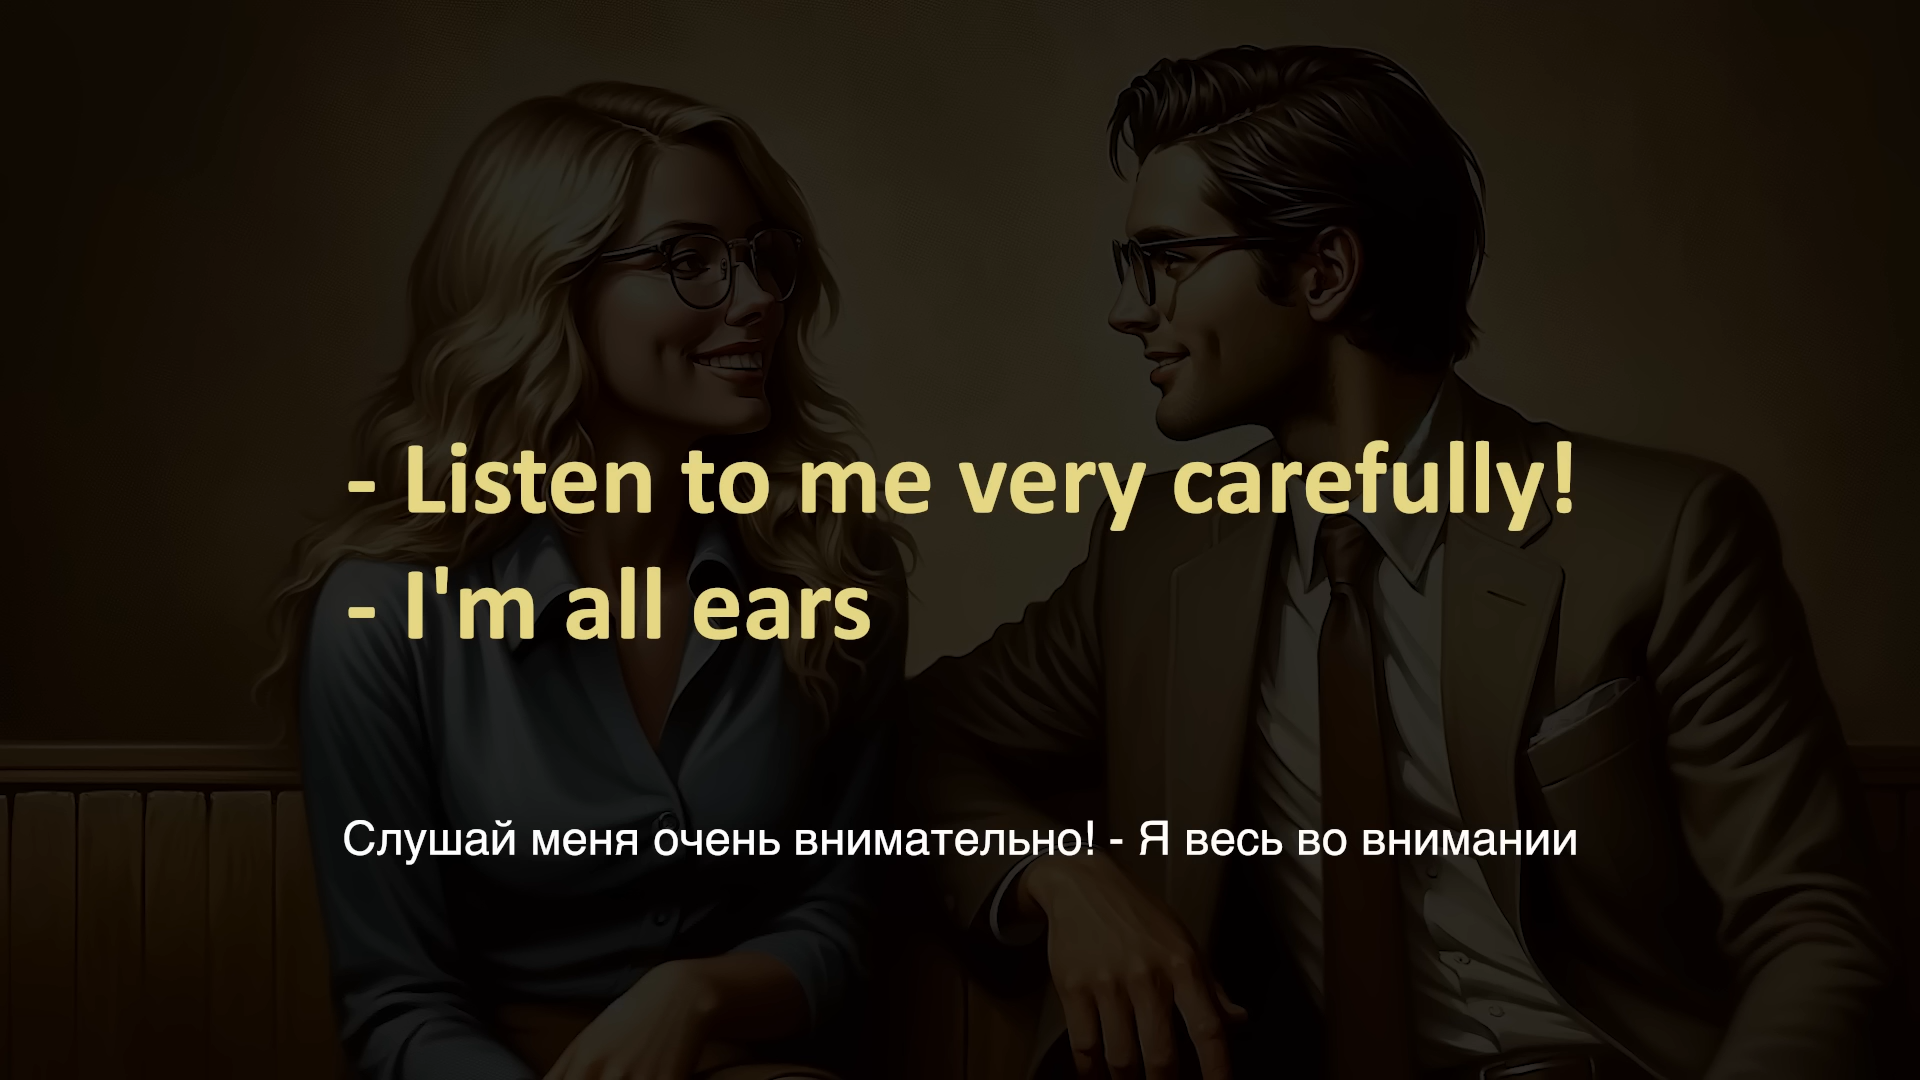 - Listen to me very carefully!
- I'm all ears
Слушай меня очень внимательно! - Я весь во внимании